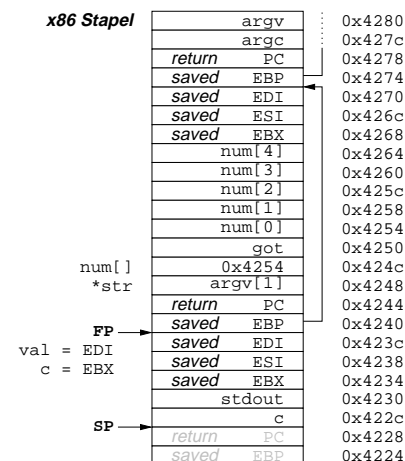 x86 Stapel argv 0x4280
argc 0x427c
return PC 0x4278
saved EBP 0x4274
saved EDI 0x4270
saved ESI 0x426c
saved EBX 0x4268
num[4] 0x4264
num[3] 0x4260
num[2] 0x425c
num[1] 0x4258
num[0] 0x4254
got 0x4250
num[] 0x4254 0x424c
*str argv[1] 0x4248
return PC 0x4244
FP saved EBP 0x4240
val = EDI saved EDI 0x423c
c = EBX saved ESI 0x4238
saved EBX 0x4234
stdout 0x4230
SP c 0x422c
return PC 0x4228
saved EBP 0x4224